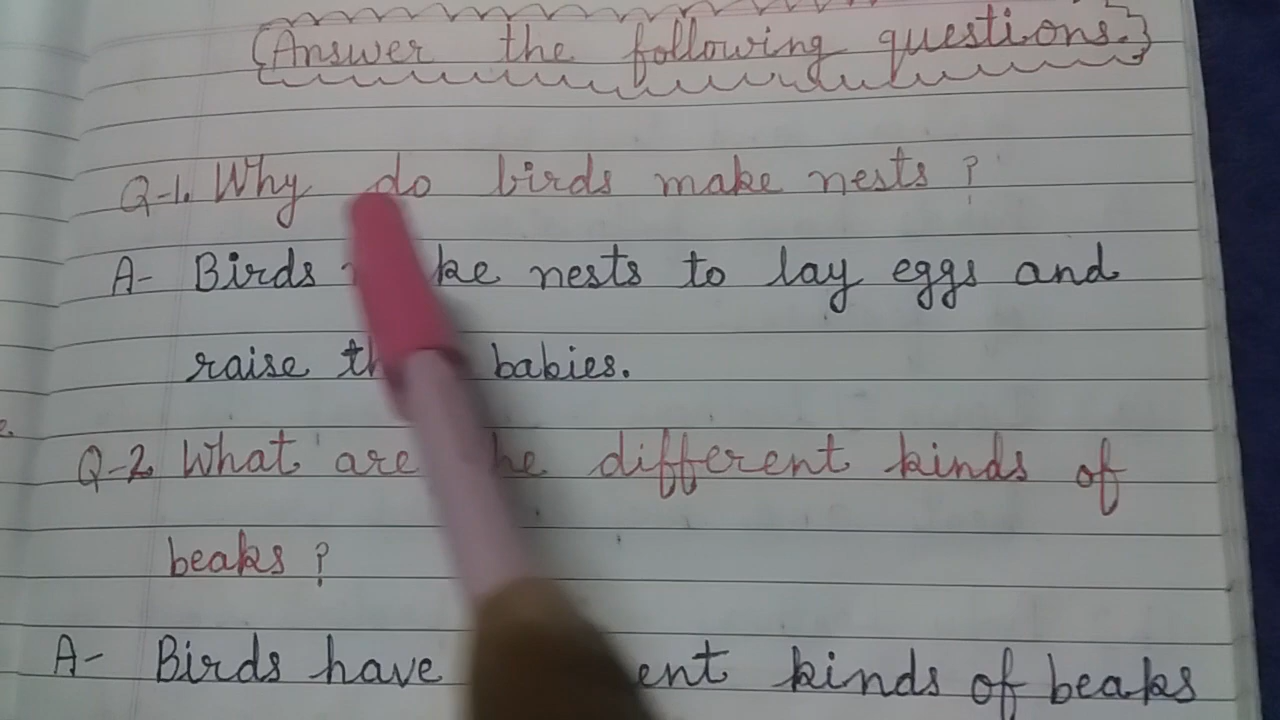 {Answer the following questions.}
Q-1. Why do birds make nests ?
A- Birds ke nests to lay eggs and
raise th babies.
Q-2. What are he different kinds of
beaks ?
A- Birds have ent kinds of beaks